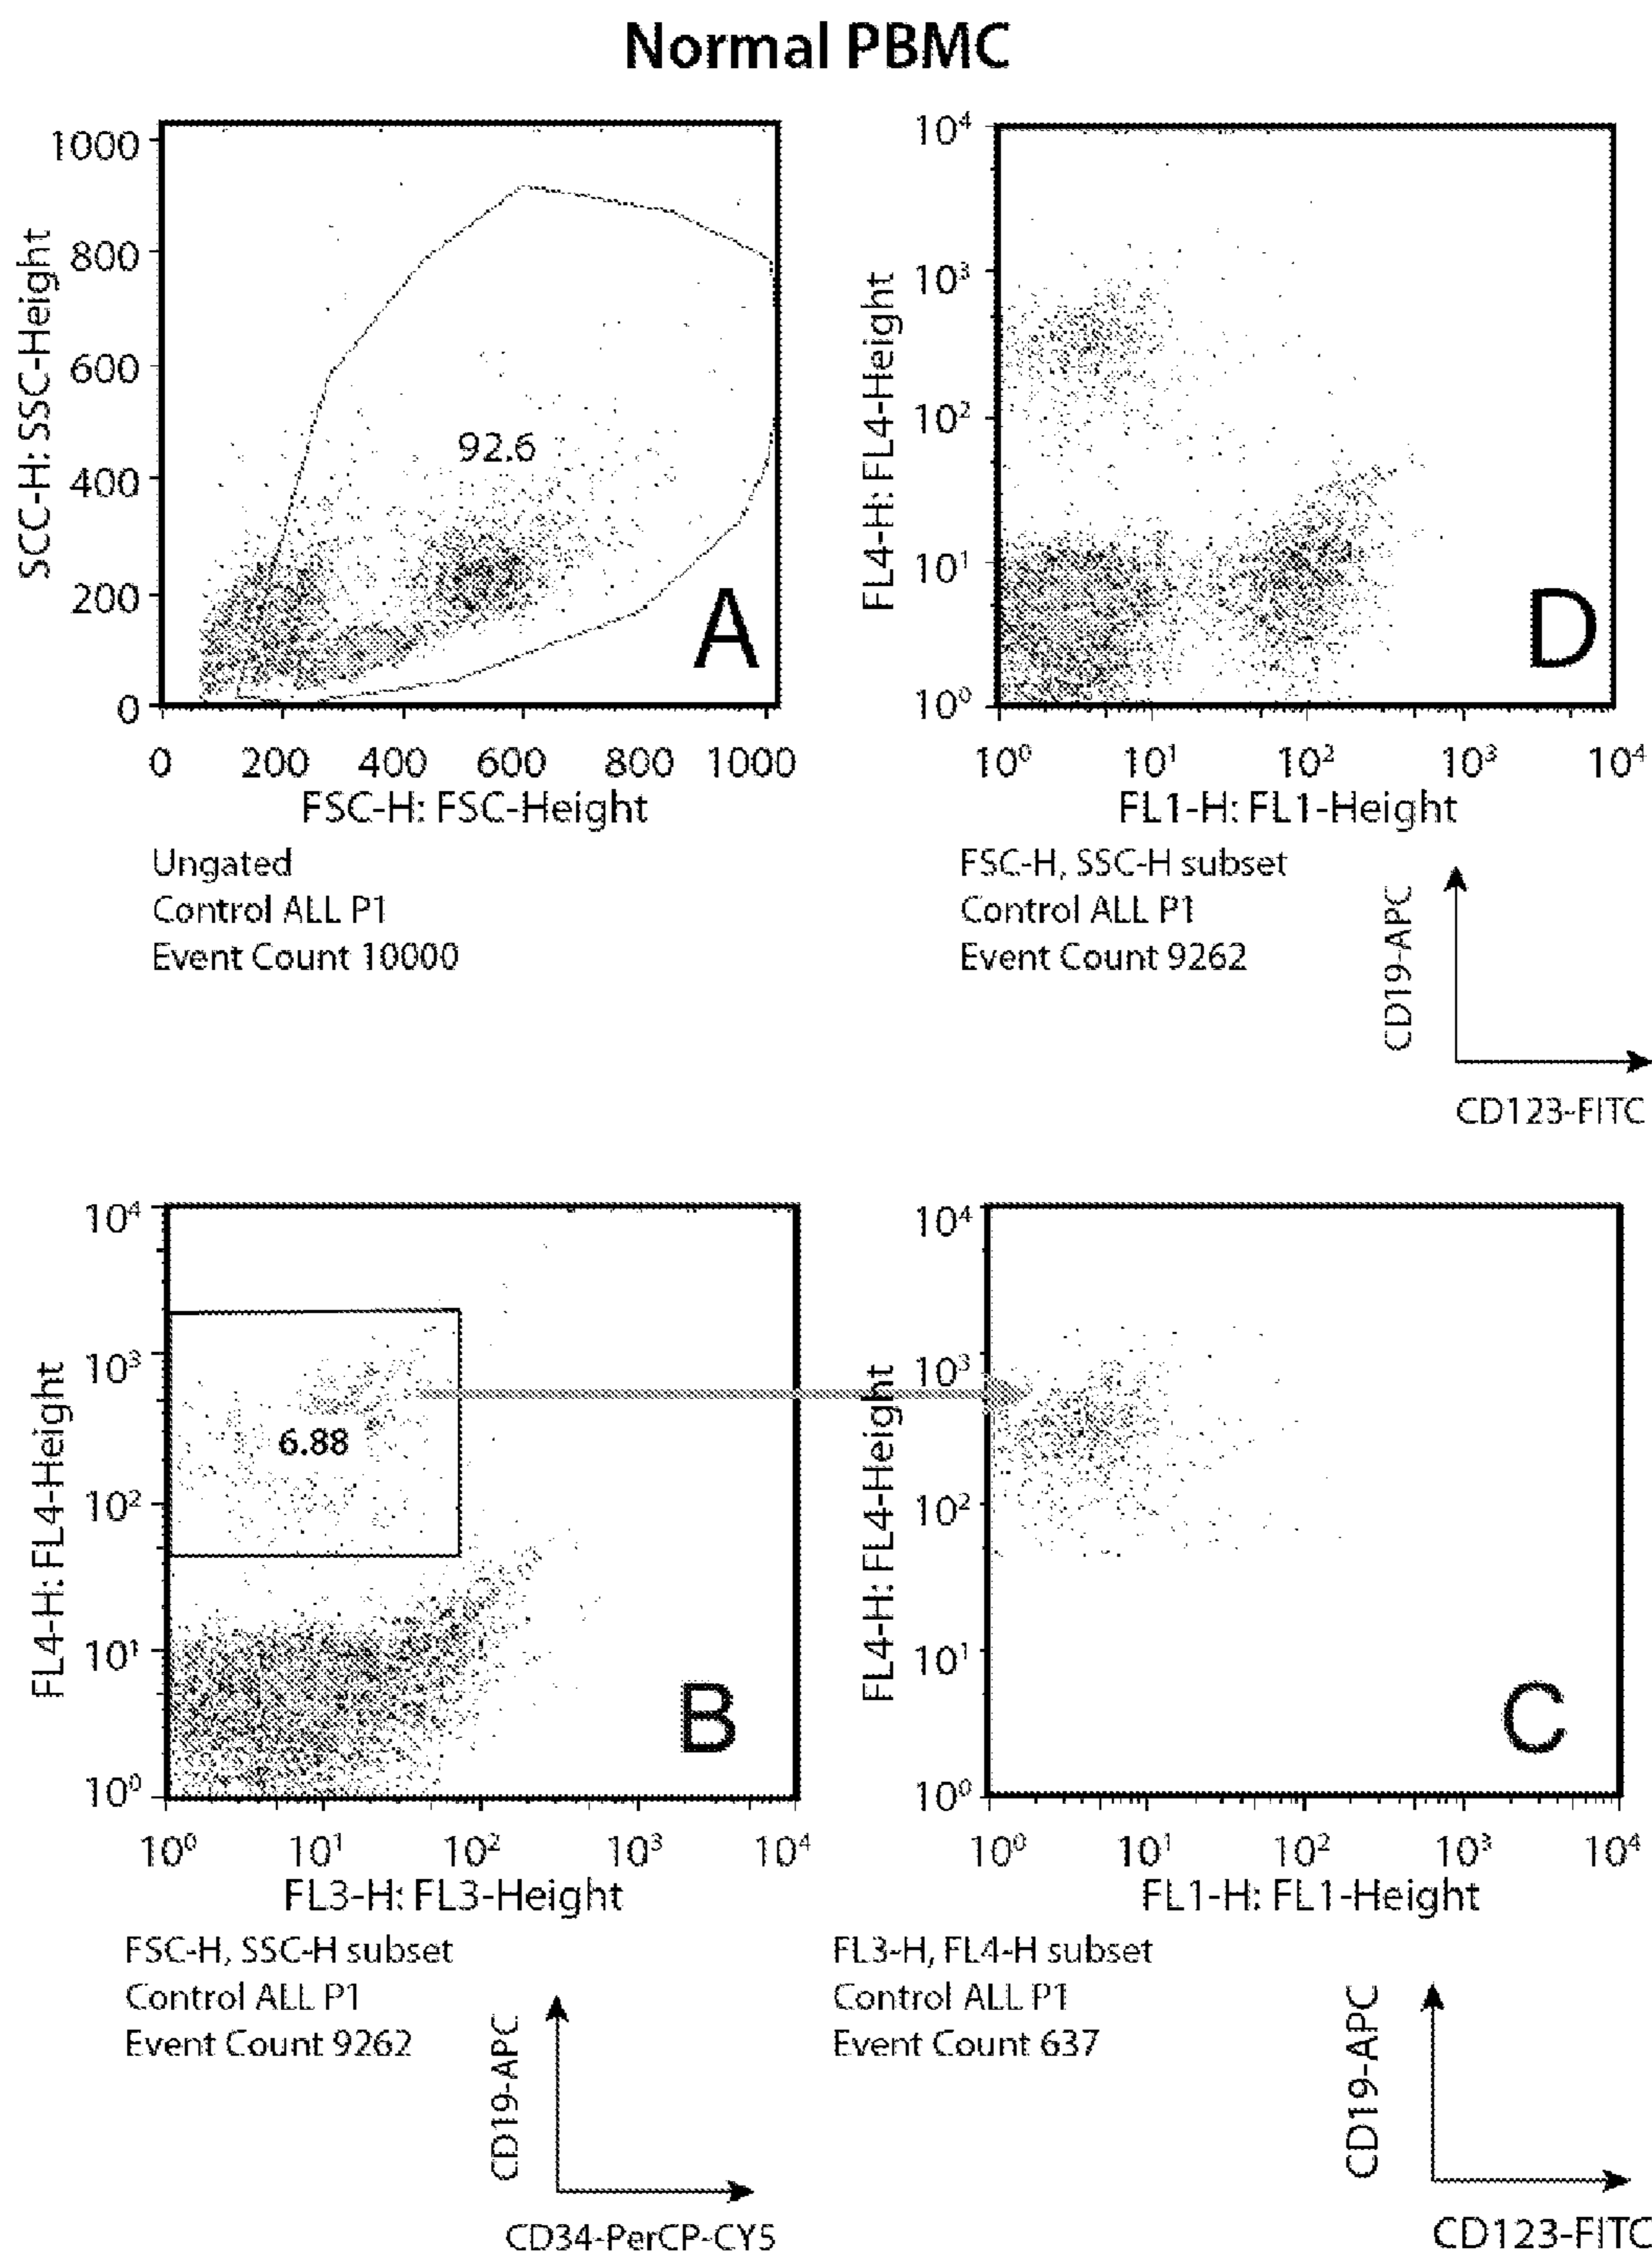 Normal PBMC
1000
800
600
400
200
0
SCC-H: SSC-Height
92.6
A
0 200 400 600 800 1000
FSC-H: FSC-Height
Ungated
Control ALL P1
Event Count 10000
10⁴
10³
10²
10¹
10⁰
FL4-H: FL4-Height
D
10⁰ 10¹ 10² 10³ 10⁴
FL1-H: FL1-Height
FSC-H, SSC-H subset
Control ALL P1
Event Count 9262
CD19-APC
CD123-FITC
10⁴
10³
10²
10¹
10⁰
FL4-H: FL4-Height
6.88
B
10⁰ 10¹ 10² 10³ 10⁴
FL3-H: FL3-Height
FSC-H, SSC-H subset
Control ALL P1
Event Count 9262
CD19-APC
CD34-PerCP-CY5
10⁴
10³
10²
10¹
10⁰
FL4-H: FL4-Height
C
10⁰ 10¹ 10² 10³ 10⁴
FL1-H: FL1-Height
FL3-H, FL4-H subset
Control ALL P1
Event Count 637
CD19-APC
CD123-FITC